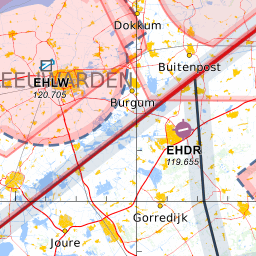 Dokkum
Buitenpost
EEUWARDEN
EHLW
120.705
Burgum
EHDR
119.655
Gorredijk
Joure